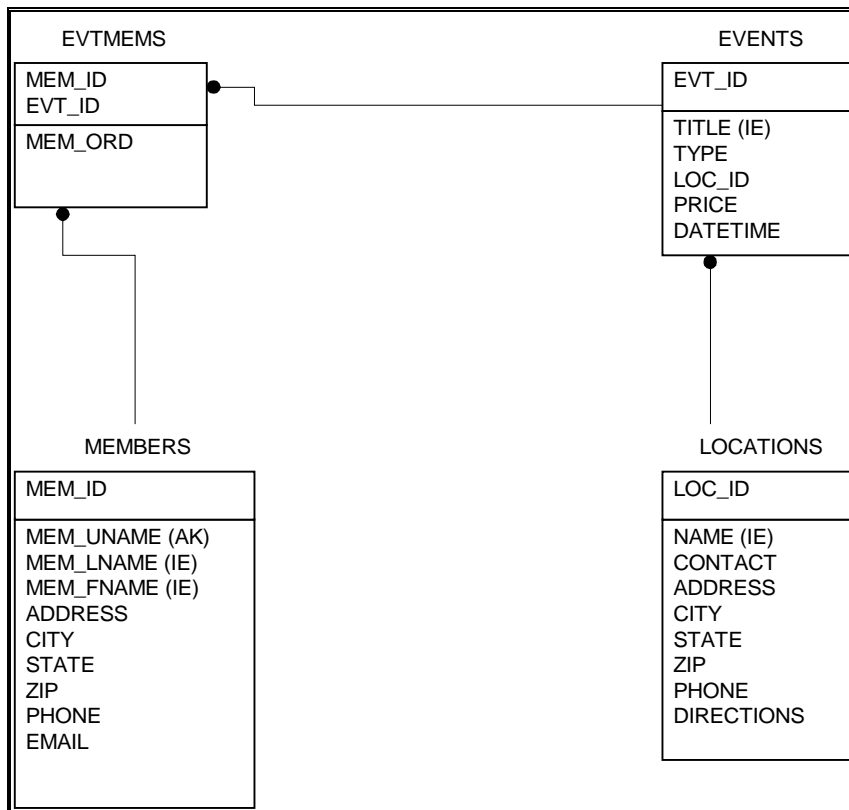 EVTMEMS
MEM_ID
EVT_ID
MEM_ORD
EVENTS
EVT_ID
TITLE (IE)
TYPE
LOC_ID
PRICE
DATETIME
MEMBERS
MEM_ID
MEM_UNAME (AK)
MEM_LNAME (IE)
MEM_FNAME (IE)
ADDRESS
CITY
STATE
ZIP
PHONE
EMAIL
LOCATIONS
LOC_ID
NAME (IE)
CONTACT
ADDRESS
CITY
STATE
ZIP
PHONE
DIRECTIONS